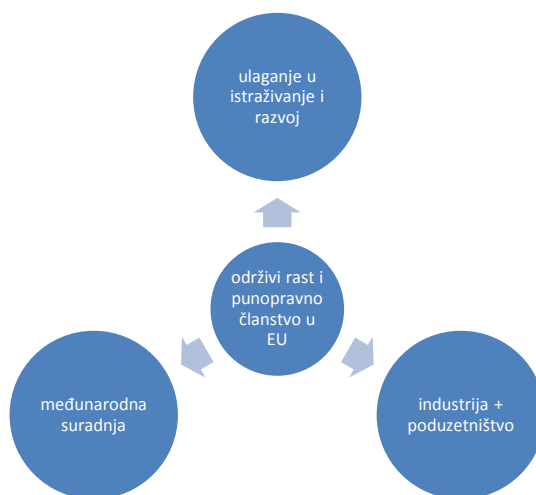 ulaganje u
istraživanje i
razvoj
održivi rast i
punopravno
članstvo u
EU
međunarodna
suradnja
industrija +
poduzetništvo